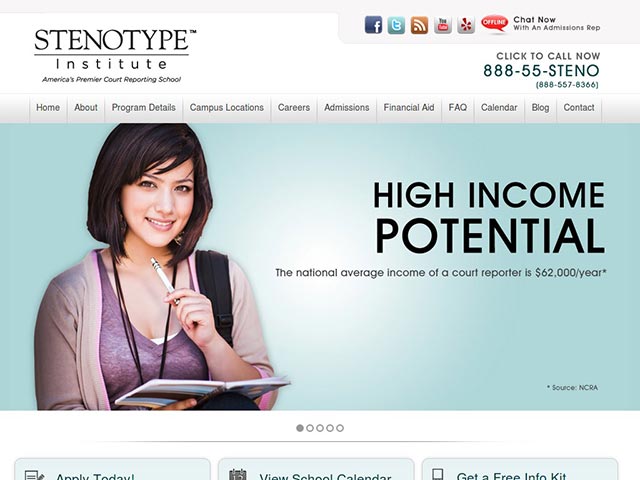 STENOTYPE™
Institute
America's Premier Court Reporting School
You Tube
OFFLINE
Chat Now
With An Admissions Rep
CLICK TO CALL NOW
888-55-STENO
(888-557-8366)
Home About Program Details Campus Locations Careers Admissions Financial Aid FAQ Calendar Blog Contact
HIGH INCOME
POTENTIAL
The national average income of a court reporter is $62,000/year*
* Source: NCRA
Apply Today!
View School Calendar
Get a Free Info Kit